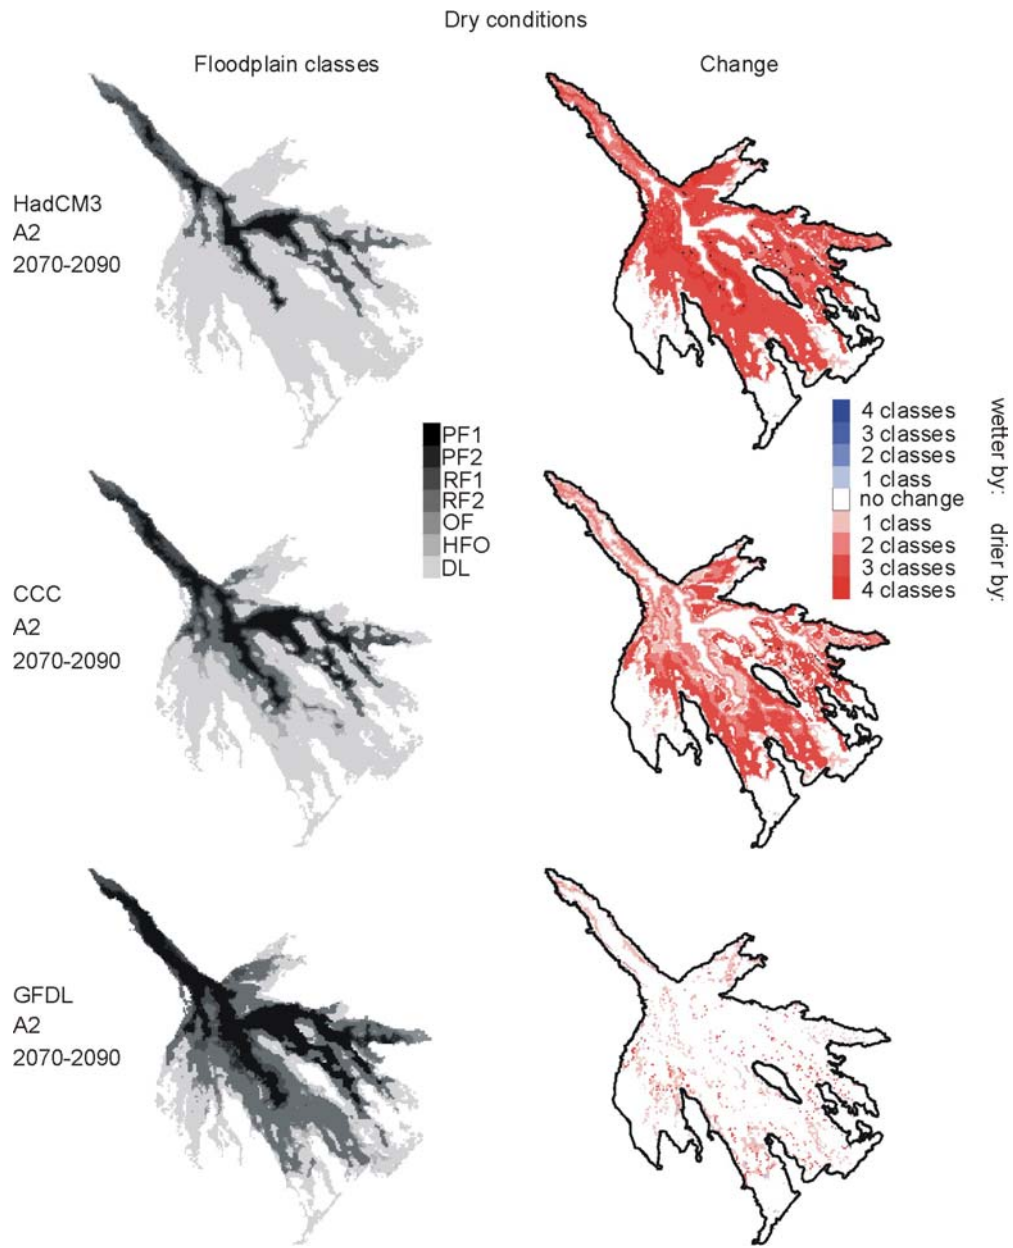 Dry conditions
Floodplain classes
Change
HadCM3
A2
2070-2090
PF1
PF2
RF1
RF2
OF
HFO
DL
4 classes
3 classes
2 classes
1 class
no change
1 class
2 classes
3 classes
4 classes
wetter by:
drier by:
CCC
A2
2070-2090
GFDL
A2
2070-2090